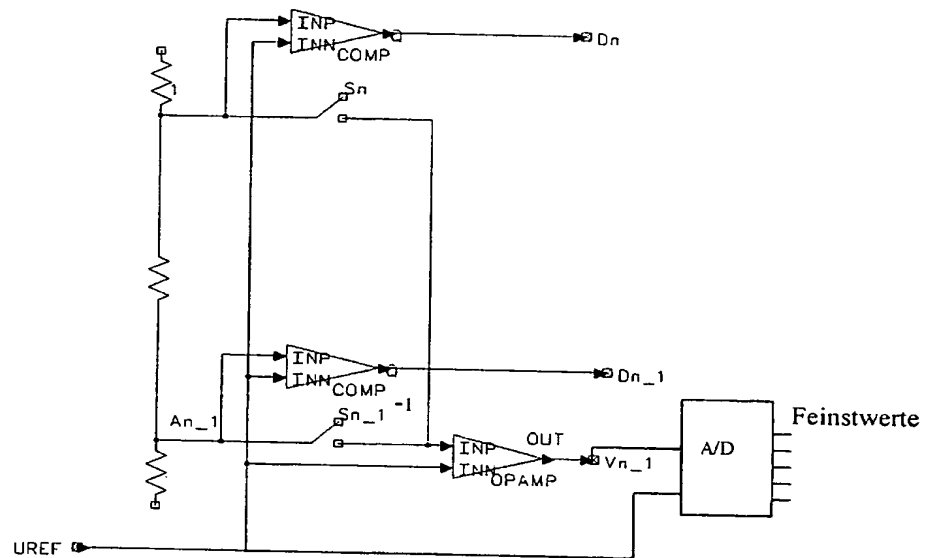 INP
INN
COMP
Q
Dn
Sn
INP
INN
COMP
Q
Dn_1
An_1
Sn_1
-1
INP
INN
OUT
OPAMP
Vn_1
A/D
Feinstwerte
UREF